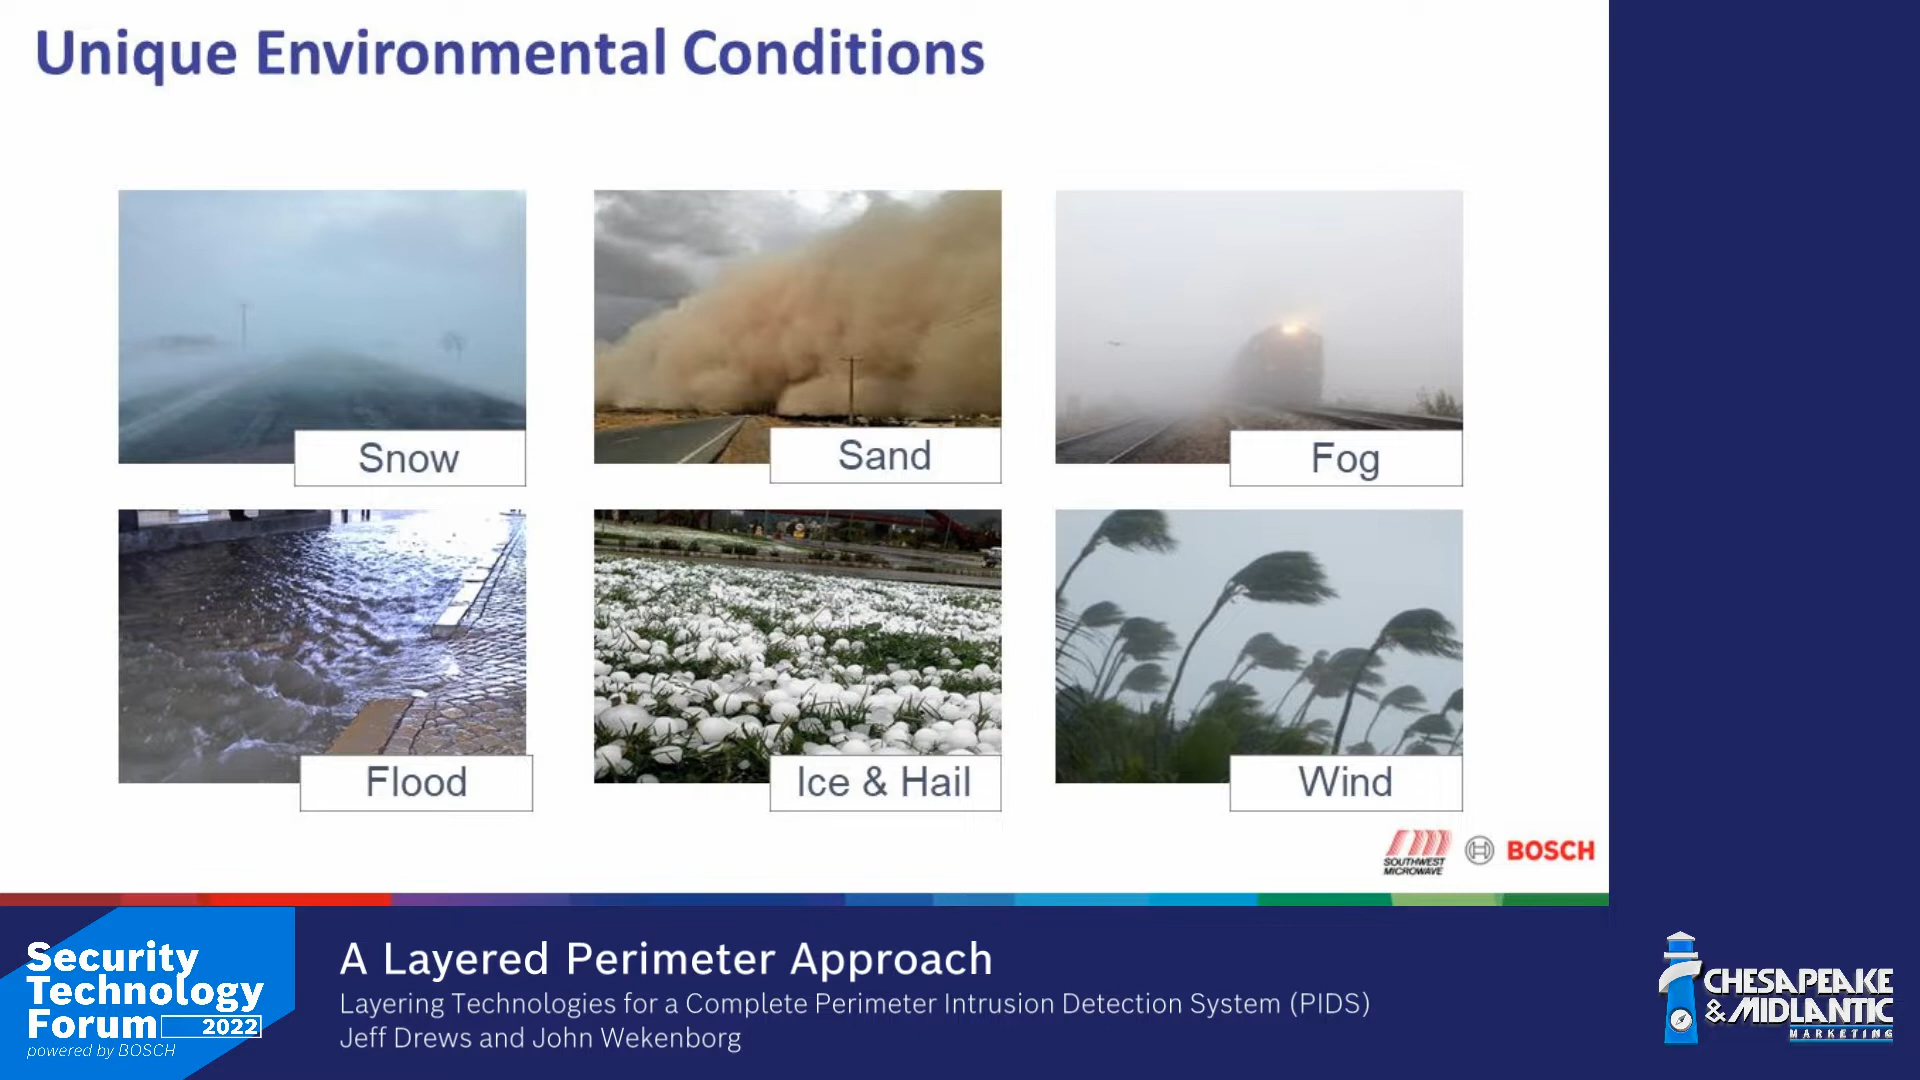 Unique Environmental Conditions
Snow
Sand
Fog
Flood
Ice & Hail
Wind
SOUTHWEST
MICROWAVE
BOSCH
Security
Technology
Forum 2022
powered by BOSCH
A Layered Perimeter Approach
Layering Technologies for a Complete Perimeter Intrusion Detection System (PIDS)
Jeff Drews and John Wekenborg
CHESAPEAKE
& MIDLANTIC
MARKETING